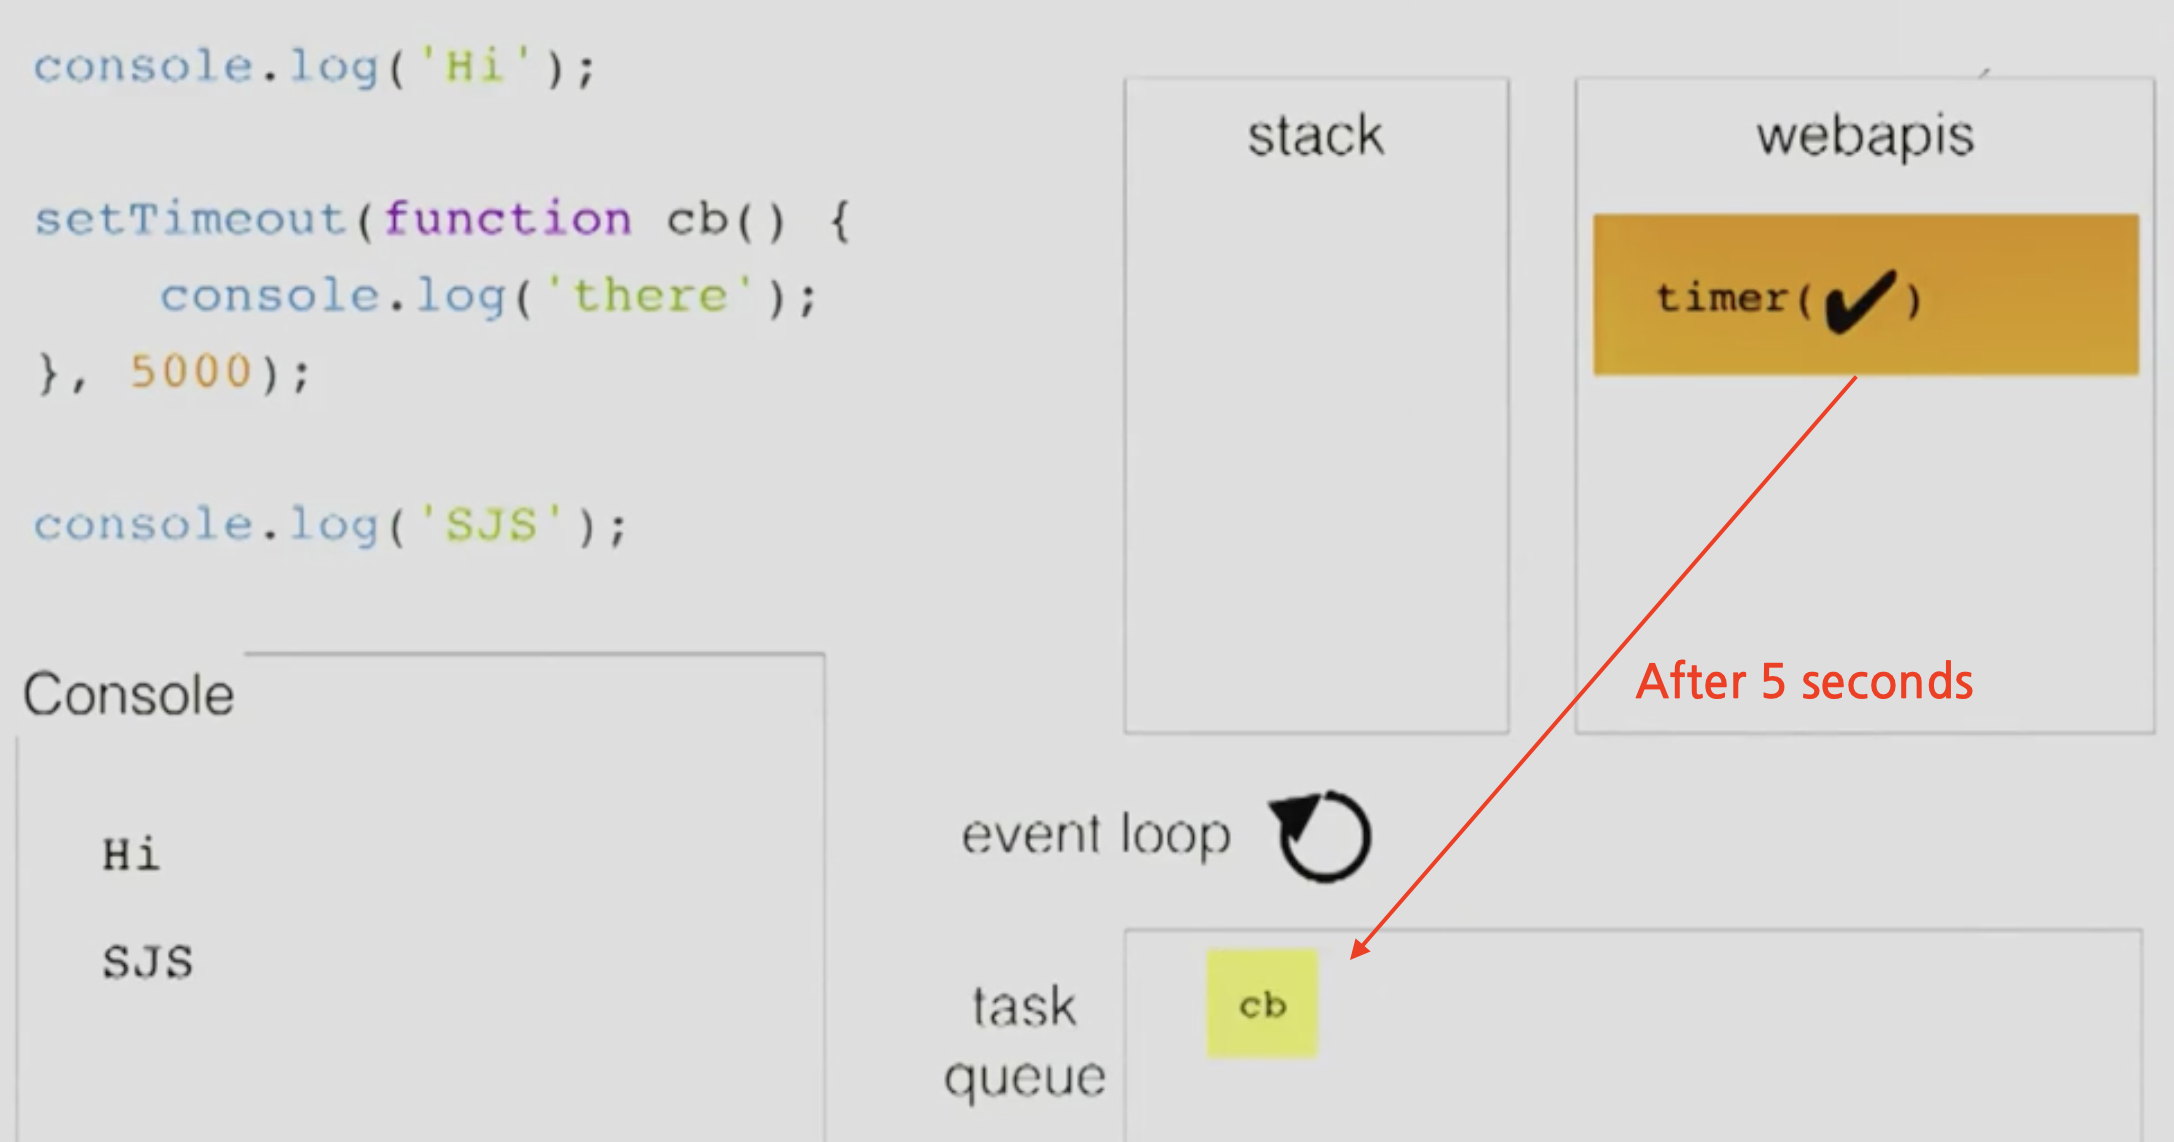 console.log('Hi');
setTimeout(function cb() {
    console.log('there');
}, 5000);
console.log('SJS');
Console
Hi
SJS
stack
webapis
timer(✔)
After 5 seconds
event loop
task
queue
cb